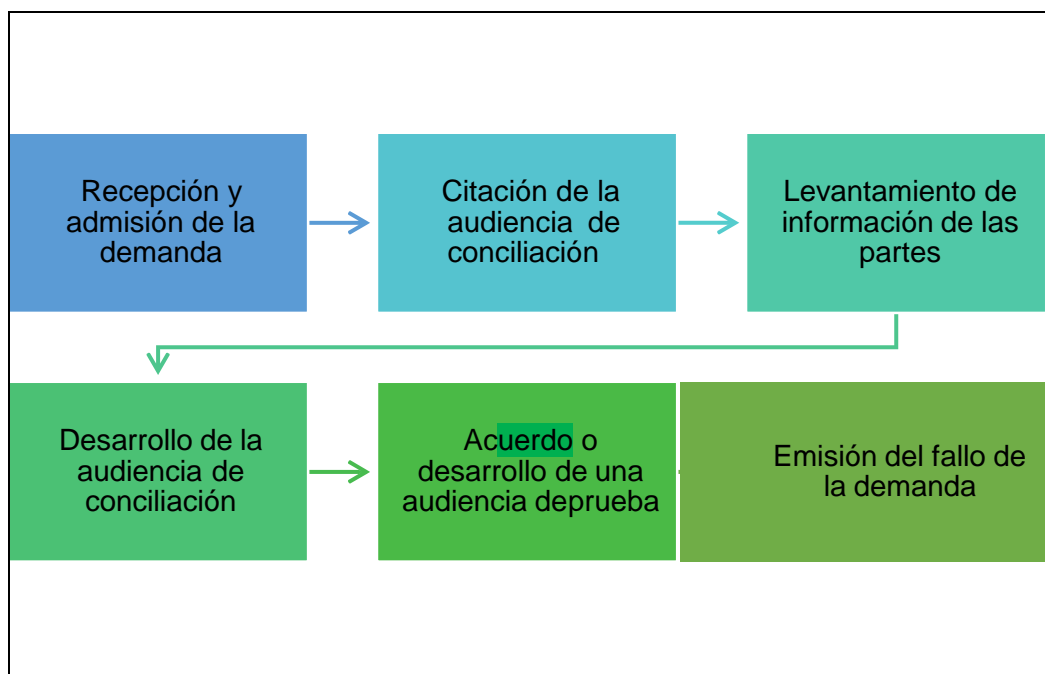 Recepción y
admisión de la
demanda
Citación de la
audiencia de
conciliación
Levantamiento de
información de las
partes
Desarrollo de la
audiencia de
conciliación
Acuerdo o
desarrollo de una
audiencia deprueba
Emisión del fallo de
la demanda